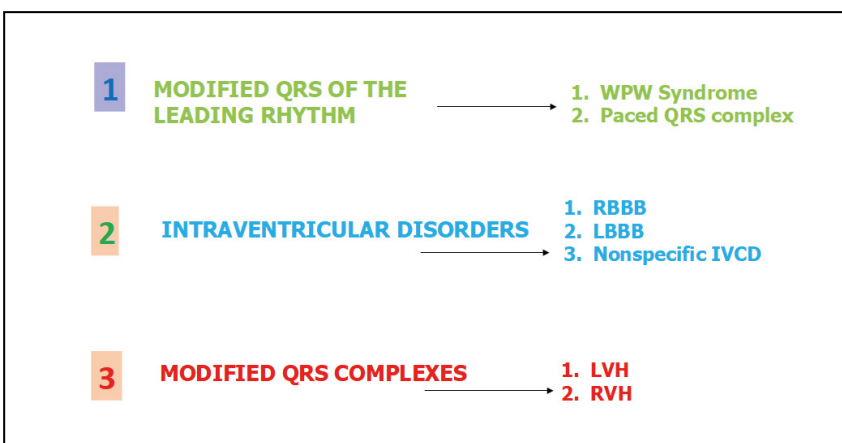 1
MODIFIED QRS OF THE
LEADING RHYTHM
1. WPW Syndrome
2. Paced QRS complex
2
INTRAVENTRICULAR DISORDERS
1. RBBB
2. LBBB
3. Nonspecific IVCD
3
MODIFIED QRS COMPLEXES
1. LVH
2. RVH